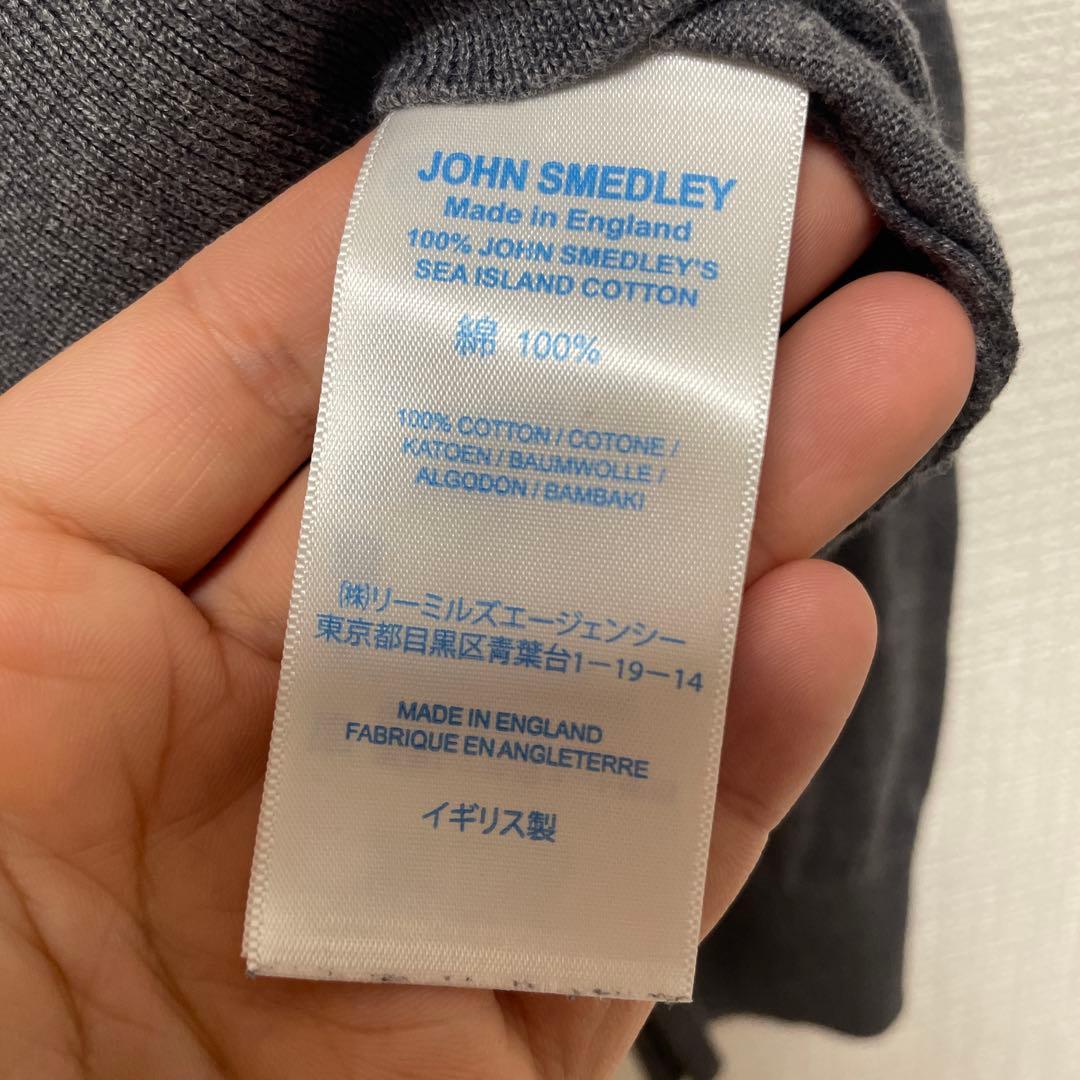 JOHN SMEDLEY
Made in England
100% JOHN SMEDLEY'S
SEA ISLAND COTTON
綿 100%
100% COTTON / COTONE /
KATOEN / BAUMWOLLE /
ALGODON / BAMBAKI
㈱リーミルズエージェンシー
東京都目黒区青葉台1-19-14
MADE IN ENGLAND
FABRIQUE EN ANGLETERRE
イギリス製